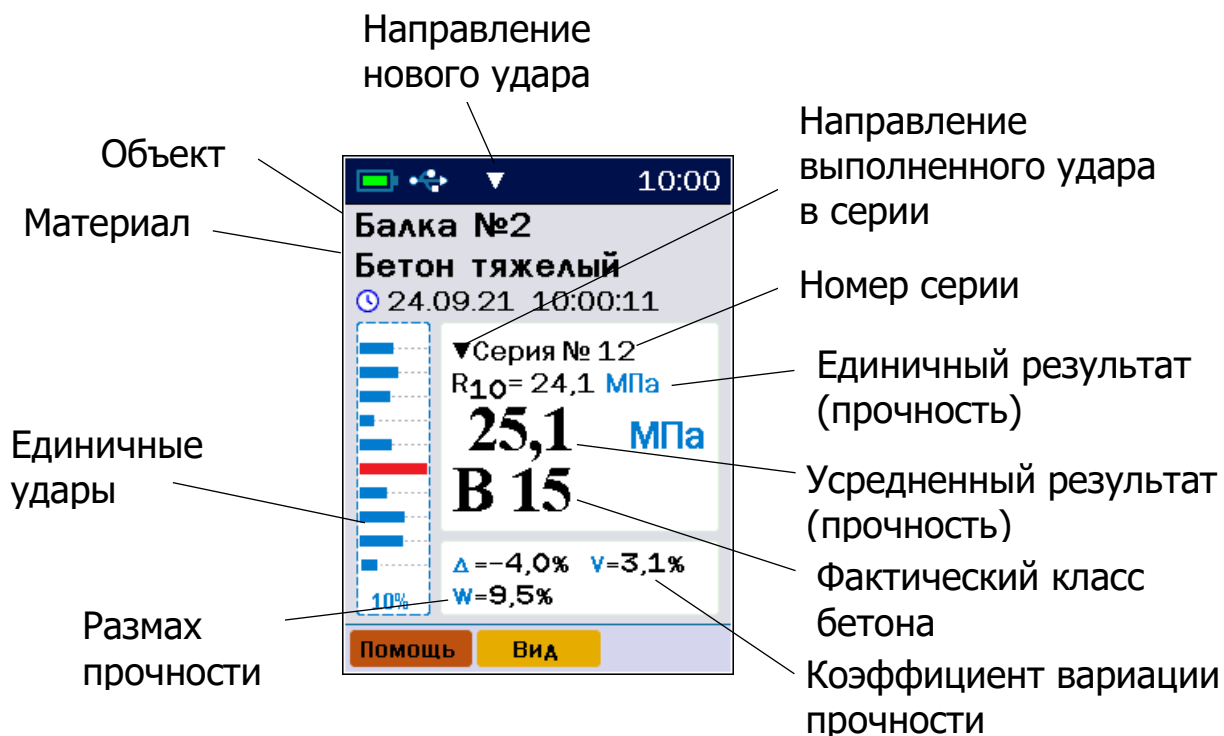 Направление
нового удара
Объект
Материал
Направление
выполненного удара
в серии
Номер серии
Единичный результат
(прочность)
Усредненный результат
(прочность)
Фактический класс
бетона
Коэффициент вариации
прочности
Единичные
удары
Размах
прочности
10:00
Балка №2
Бетон тяжелый
24.09.21 10:00:11
▼Серия № 12
R10= 24,1 МПа
25,1 МПа
B 15
Δ=-4,0% V=3,1%
W=9,5%
10%
Помощь Вид